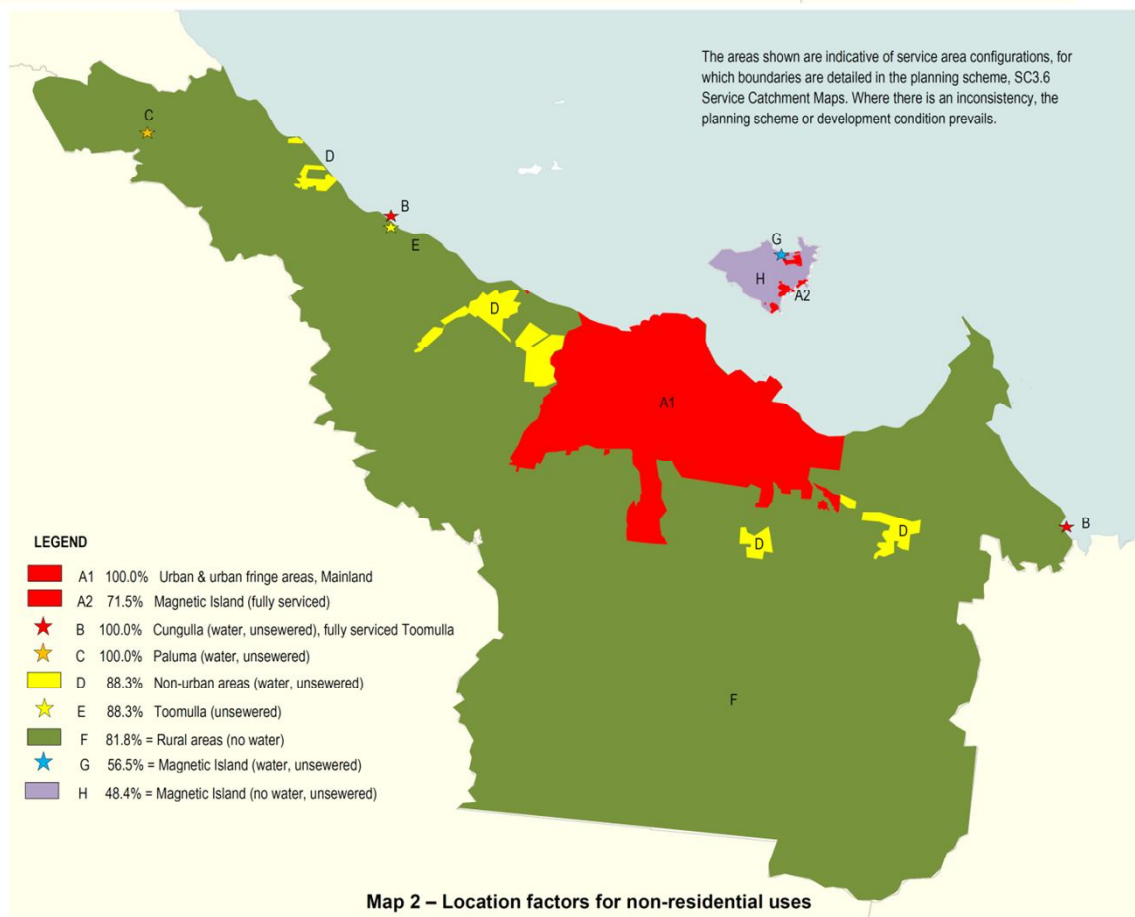 The areas shown are indicative of service area configurations, for
which boundaries are detailed in the planning scheme, SC3.6
Service Catchment Maps. Where there is an inconsistency, the
planning scheme or development condition prevails.
C
D
B
E
G
H
A2
D
A1
D
D
B
F
LEGEND
A1 100.0% Urban & urban fringe areas, Mainland
A2 71.5% Magnetic Island (fully serviced)
B 100.0% Cungulla (water, unsewered), fully serviced Toomulla
C 100.0% Paluma (water, unsewered)
D 88.3% Non-urban areas (water, unsewered)
E 88.3% Toomulla (unsewered)
F 81.8% = Rural areas (no water)
G 56.5% = Magnetic Island (water, unsewered)
H 48.4% = Magnetic Island (no water, unsewered)
Map 2 – Location factors for non-residential uses